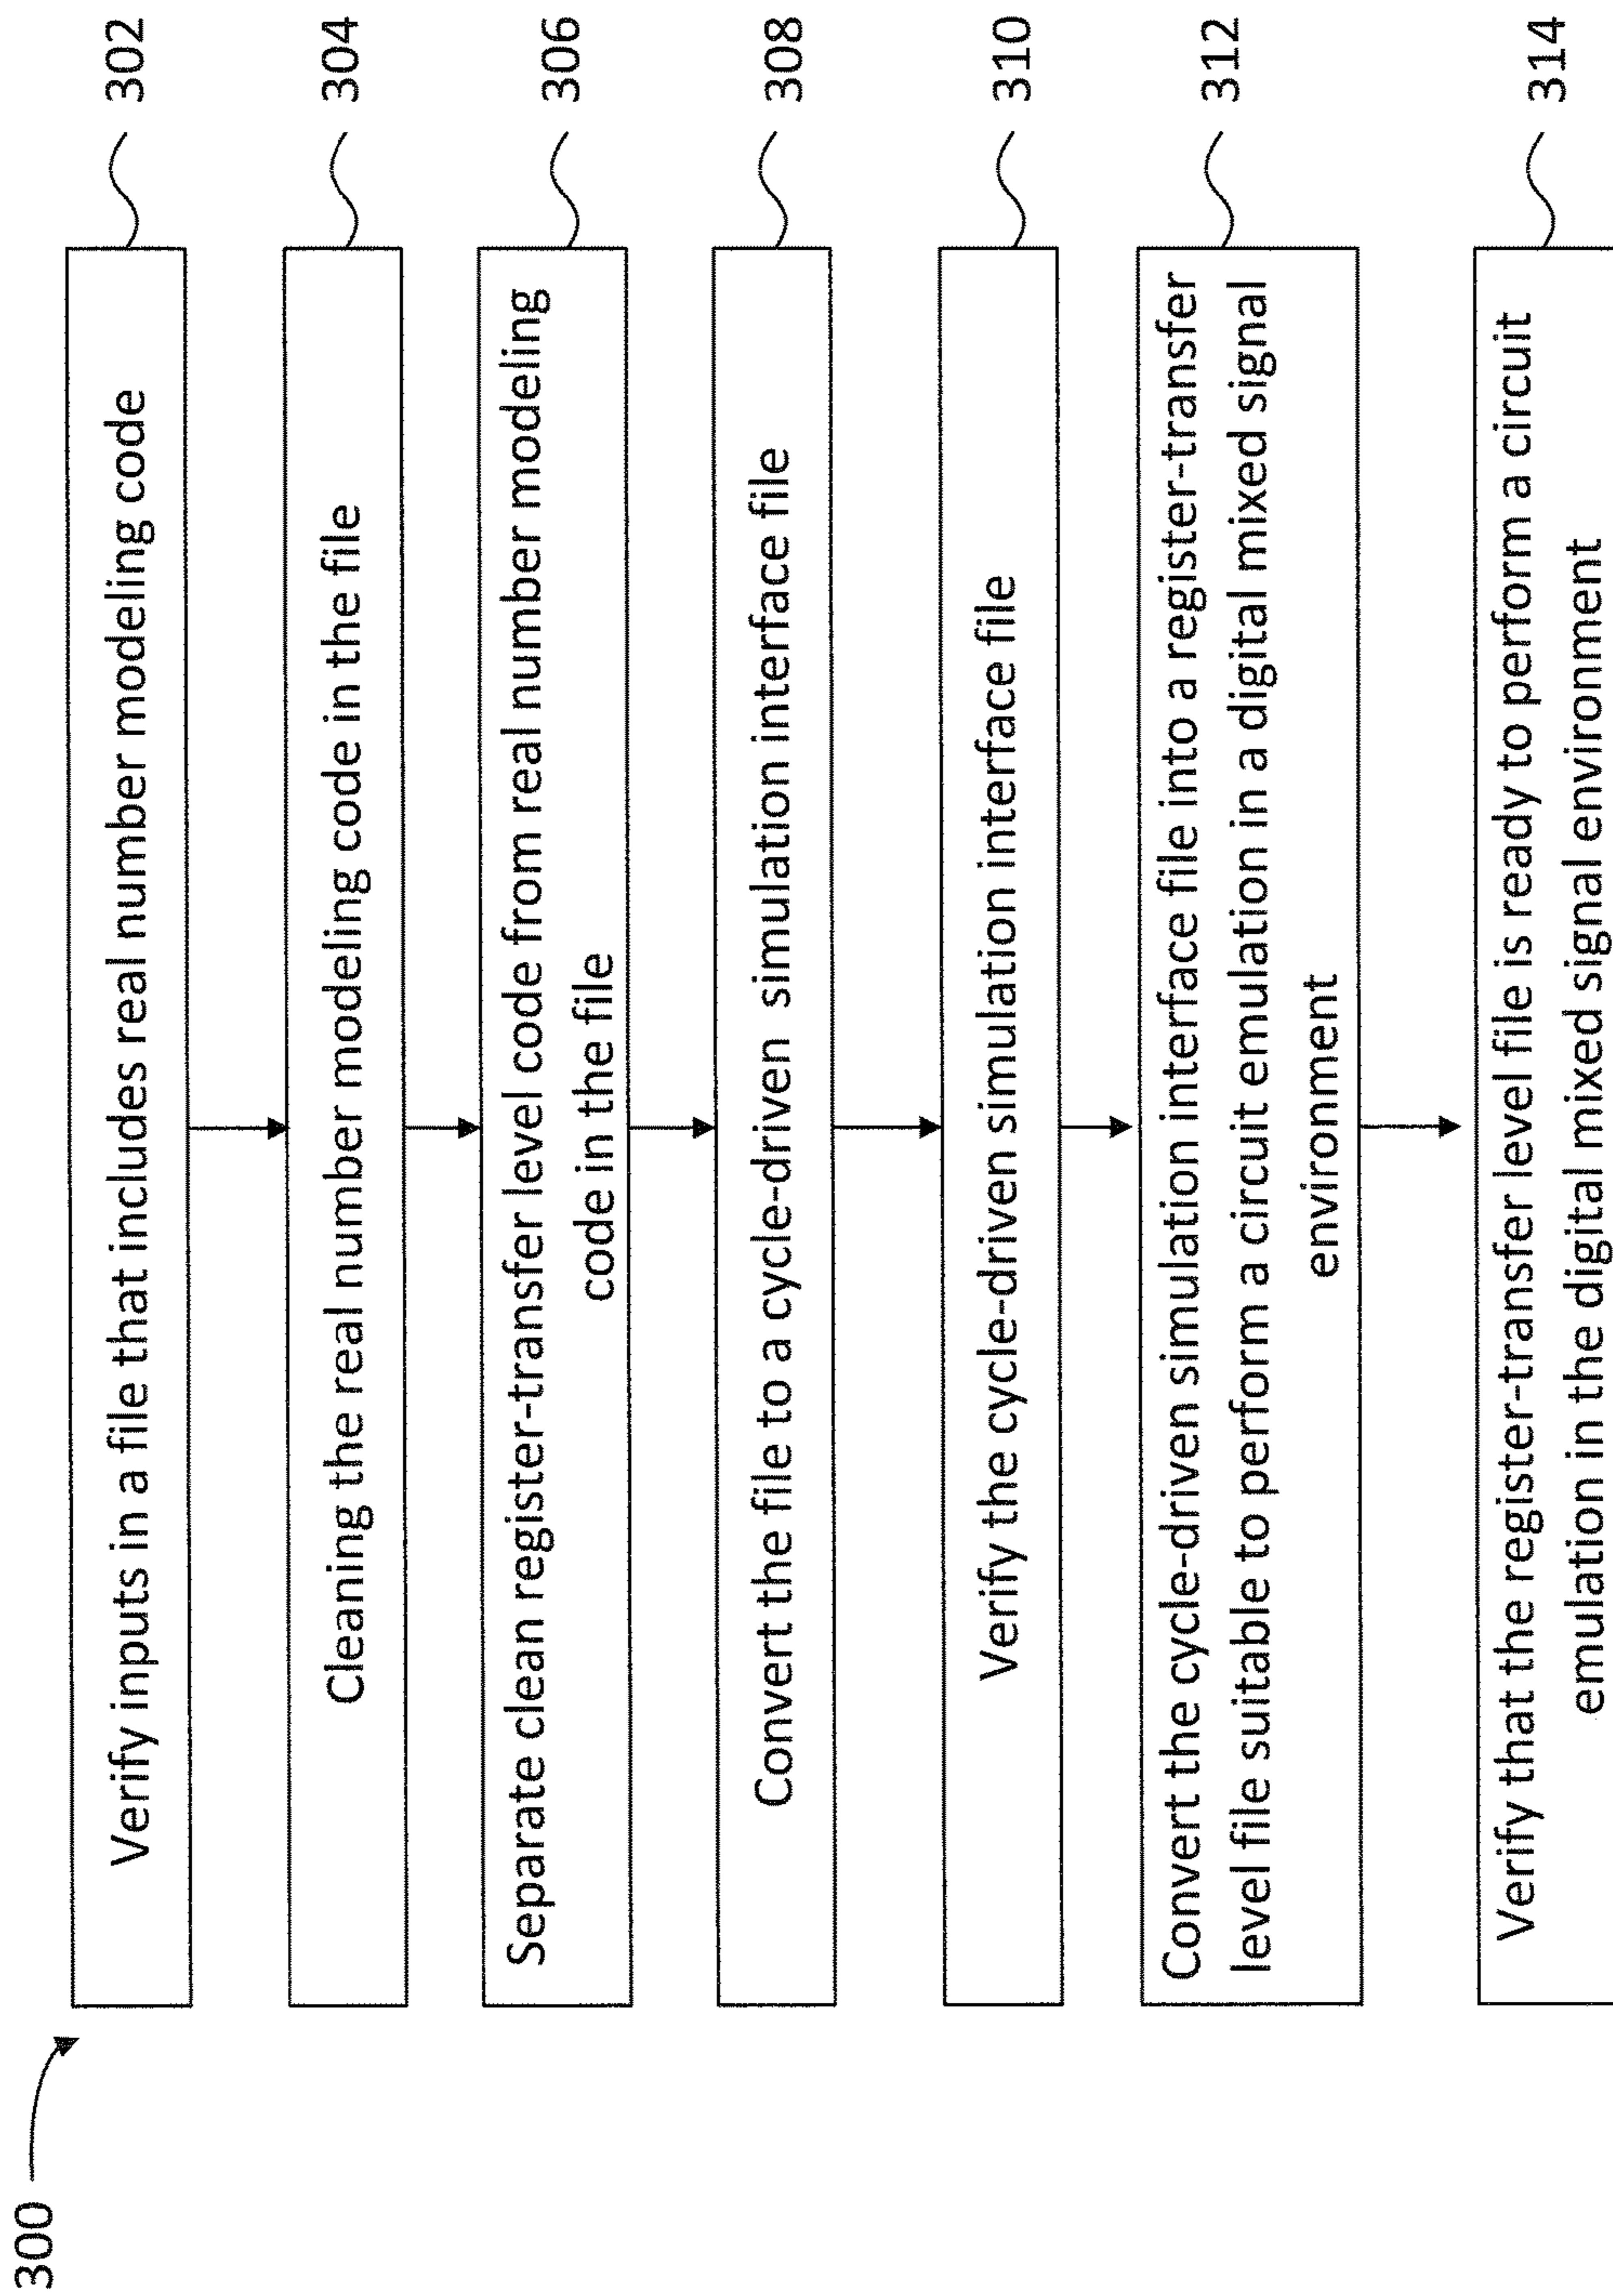 300
Verify inputs in a file that includes real number modeling code
302
Cleaning the real number modeling code in the file
304
Separate clean register-transfer level code from real number modeling
code in the file
306
Convert the file to a cycle-driven simulation interface file
308
Verify the cycle-driven simulation interface file
310
Convert the cycle-driven simulation interface file into a register-transfer
level file suitable to perform a circuit emulation in a digital mixed signal
environment
312
Verify that the register-transfer level file is ready to perform a circuit
emulation in the digital mixed signal environment
314